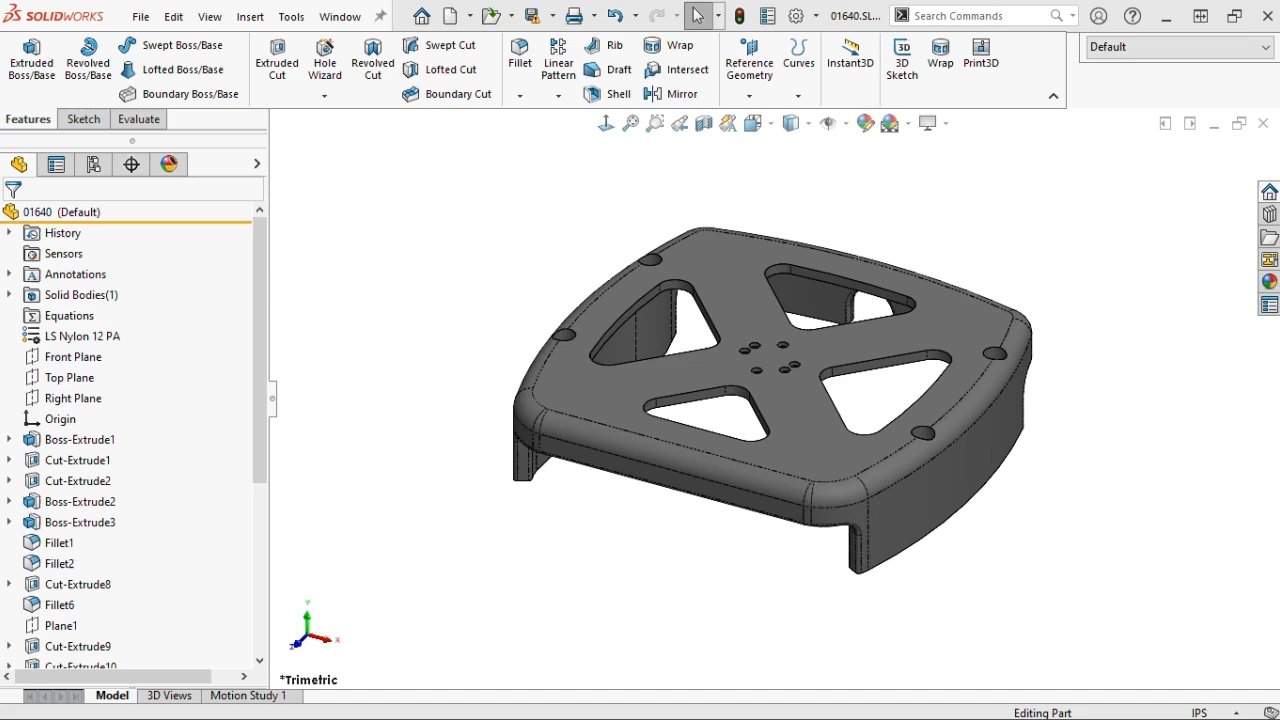 SOLIDWORKS File Edit View Insert Tools Window 01640.SL... Search Commands
Extruded Boss/Base
Revolved Boss/Base
Swept Boss/Base
Lofted Boss/Base
Boundary Boss/Base
Extruded Cut
Hole Wizard
Revolved Cut
Swept Cut
Lofted Cut
Boundary Cut
Fillet
Linear Pattern
Rib
Draft
Shell
Wrap
Intersect
Mirror
Reference Geometry
Curves
Instant3D
3D Sketch
Wrap
Print3D
Default
Features Sketch Evaluate
01640 (Default)
History
Sensors
Annotations
Solid Bodies(1)
Equations
LS Nylon 12 PA
Front Plane
Top Plane
Right Plane
Origin
Boss-Extrude1
Cut-Extrude1
Cut-Extrude2
Boss-Extrude2
Boss-Extrude3
Fillet1
Fillet2
Cut-Extrude8
Fillet6
Plane1
Cut-Extrude9
Cut-Extrude10
Y
X
Z
*Trimetric
Model 3D Views Motion Study 1
Editing Part IPS